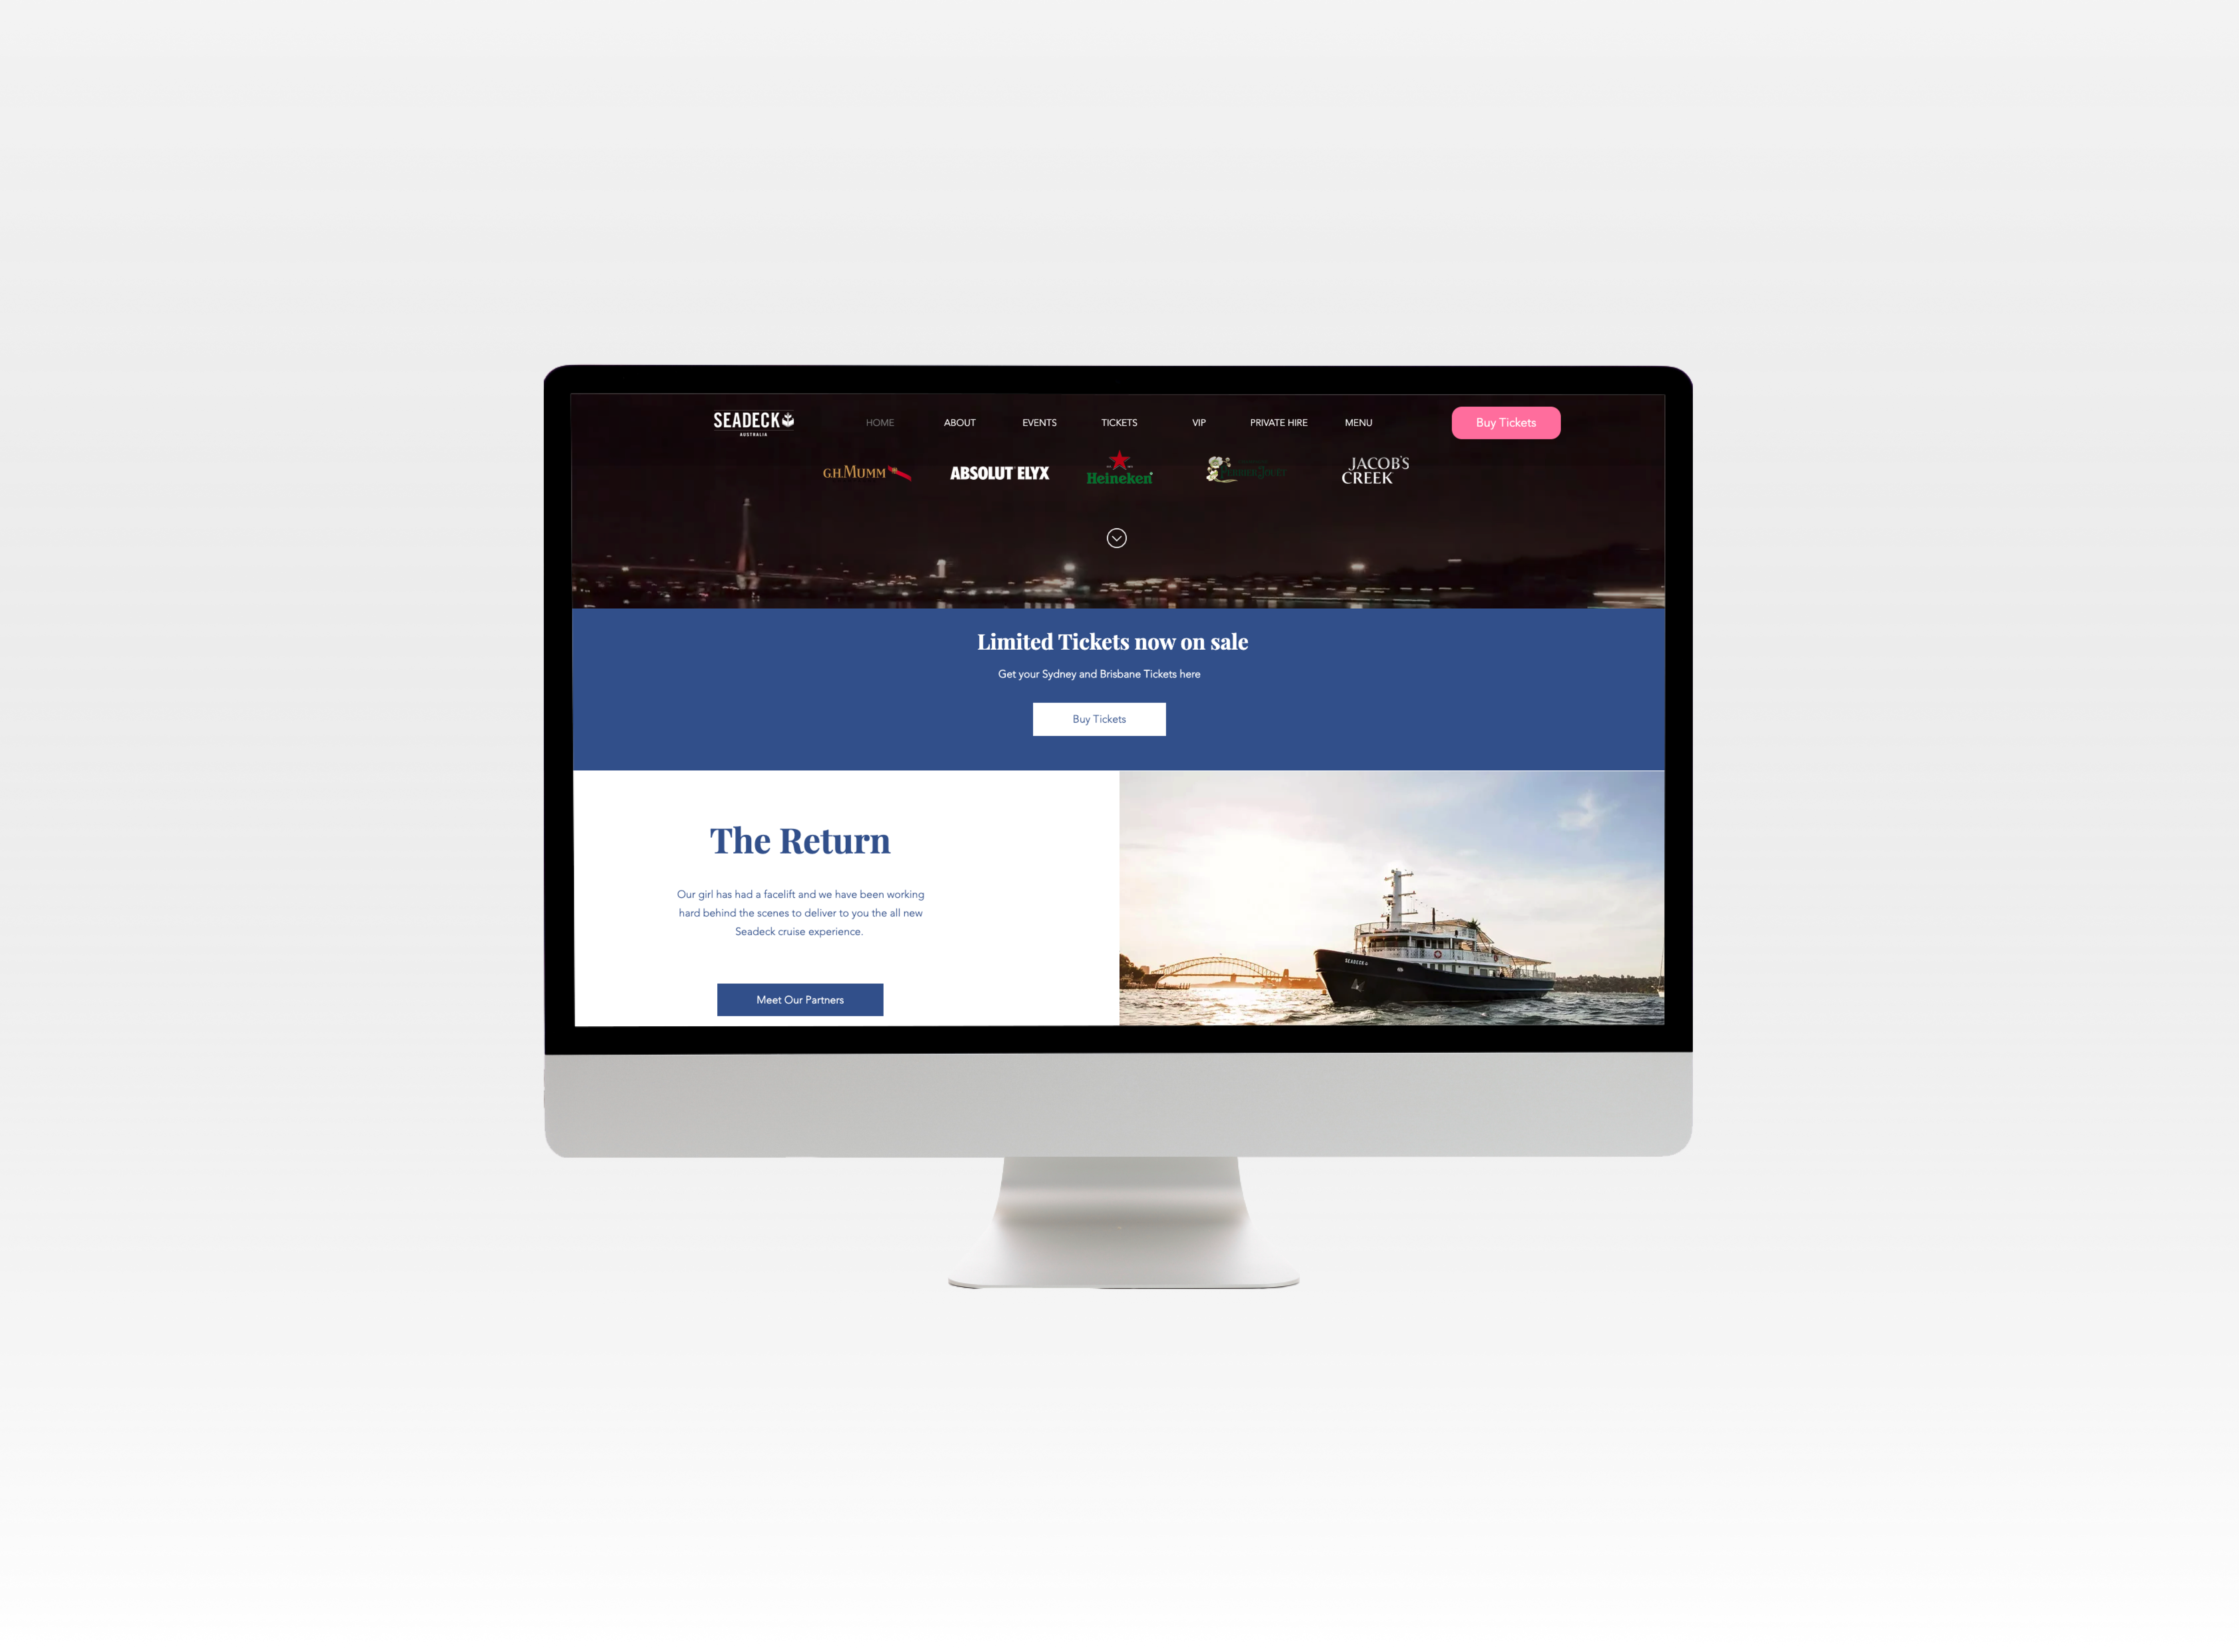 SEADECK
AUSTRALIA
HOME ABOUT EVENTS TICKETS VIP PRIVATE HIRE MENU
Buy Tickets
G.H.MUMM
ABSOLUT ELYX
Heineken
JACOB'S
CREEK
Limited Tickets now on sale
Get your Sydney and Brisbane Tickets here
Buy Tickets
The Return
Our girl has had a facelift and we have been working
hard behind the scenes to deliver to you the all new
Seadeck cruise experience.
Meet Our Partners
SEADECK